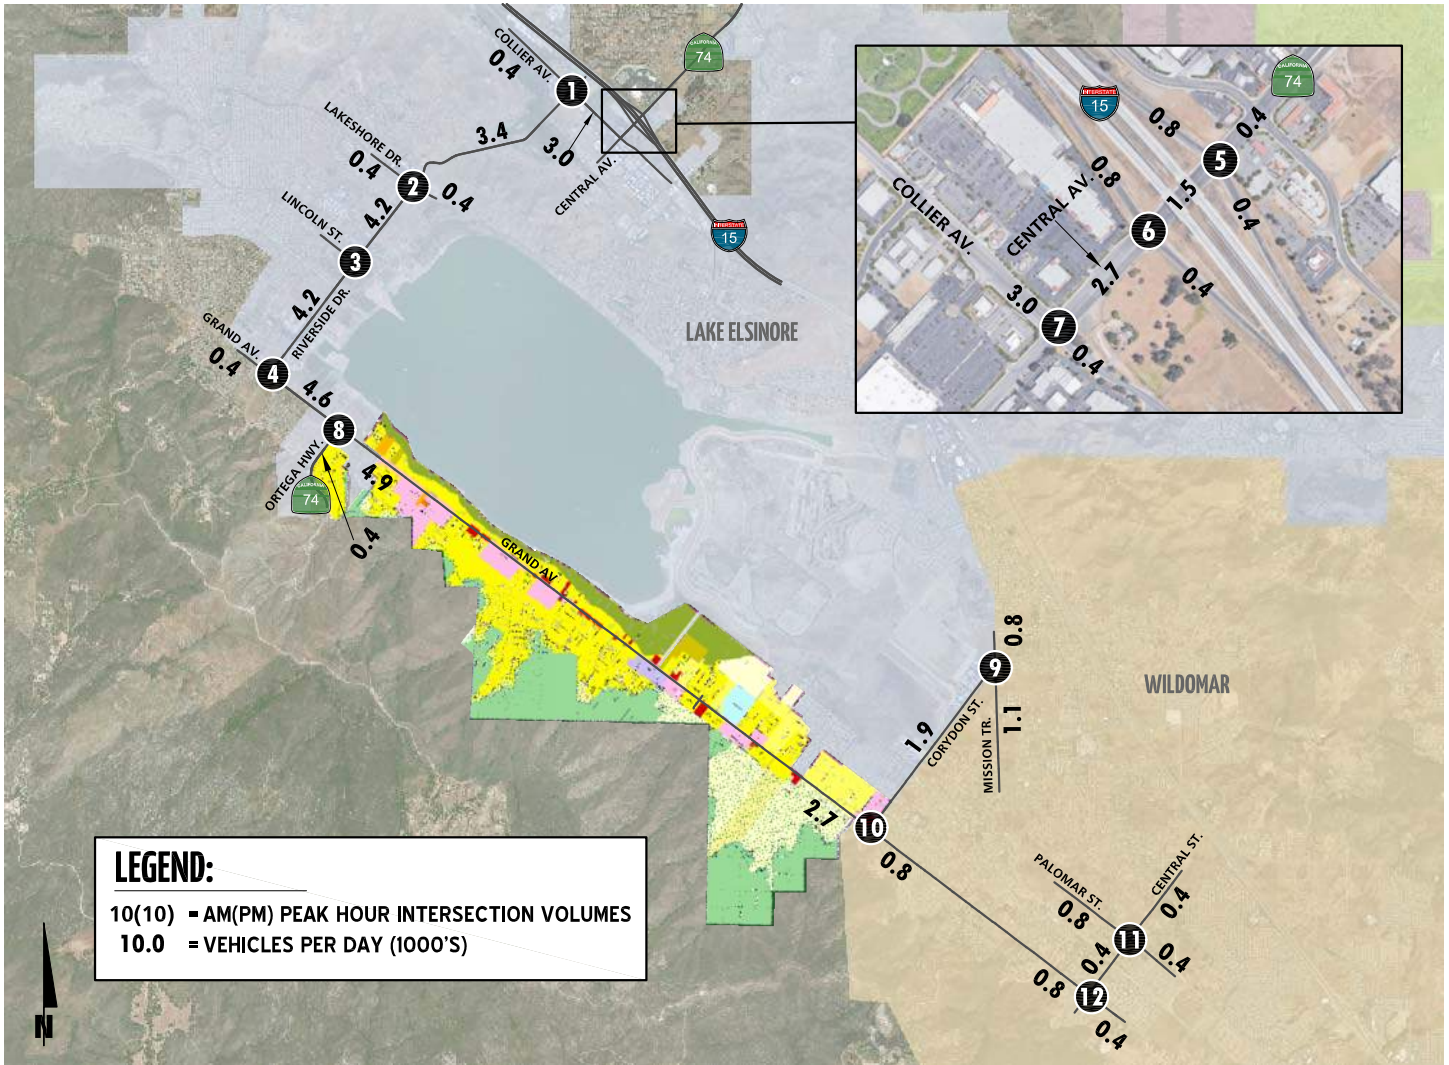 COLLIER AV.
0.4
1
CALIFORNIA
74
3.4
3.0
CENTRAL AV.
LAKESHORE DR.
0.4
2
0.4
4.2
LINCOLN ST.
3
4.2
RIVERSIDE DR.
GRAND AV.
0.4
4
4.6
8
ORTEGA HWY.
CALIFORNIA
74
4.9
0.4
GRAND AV
INTERSTATE
15
LAKE ELSINORE
INTERSTATE
15
CALIFORNIA
74
0.8
0.4
5
0.8
1.5
0.4
COLLIER AV.
CENTRAL AV.
6
2.7
0.4
3.0
7
0.4
0.8
9
WILDOMAR
1.9
CORYDON ST.
MISSION TR.
1.1
2.7
10
0.8
PALOMAR ST.
CENTRAL ST.
0.8
0.4
11
0.4
0.4
0.8
12
0.4
LEGEND:
10(10) = AM(PM) PEAK HOUR INTERSECTION VOLUMES
10.0 = VEHICLES PER DAY (1000'S)
N